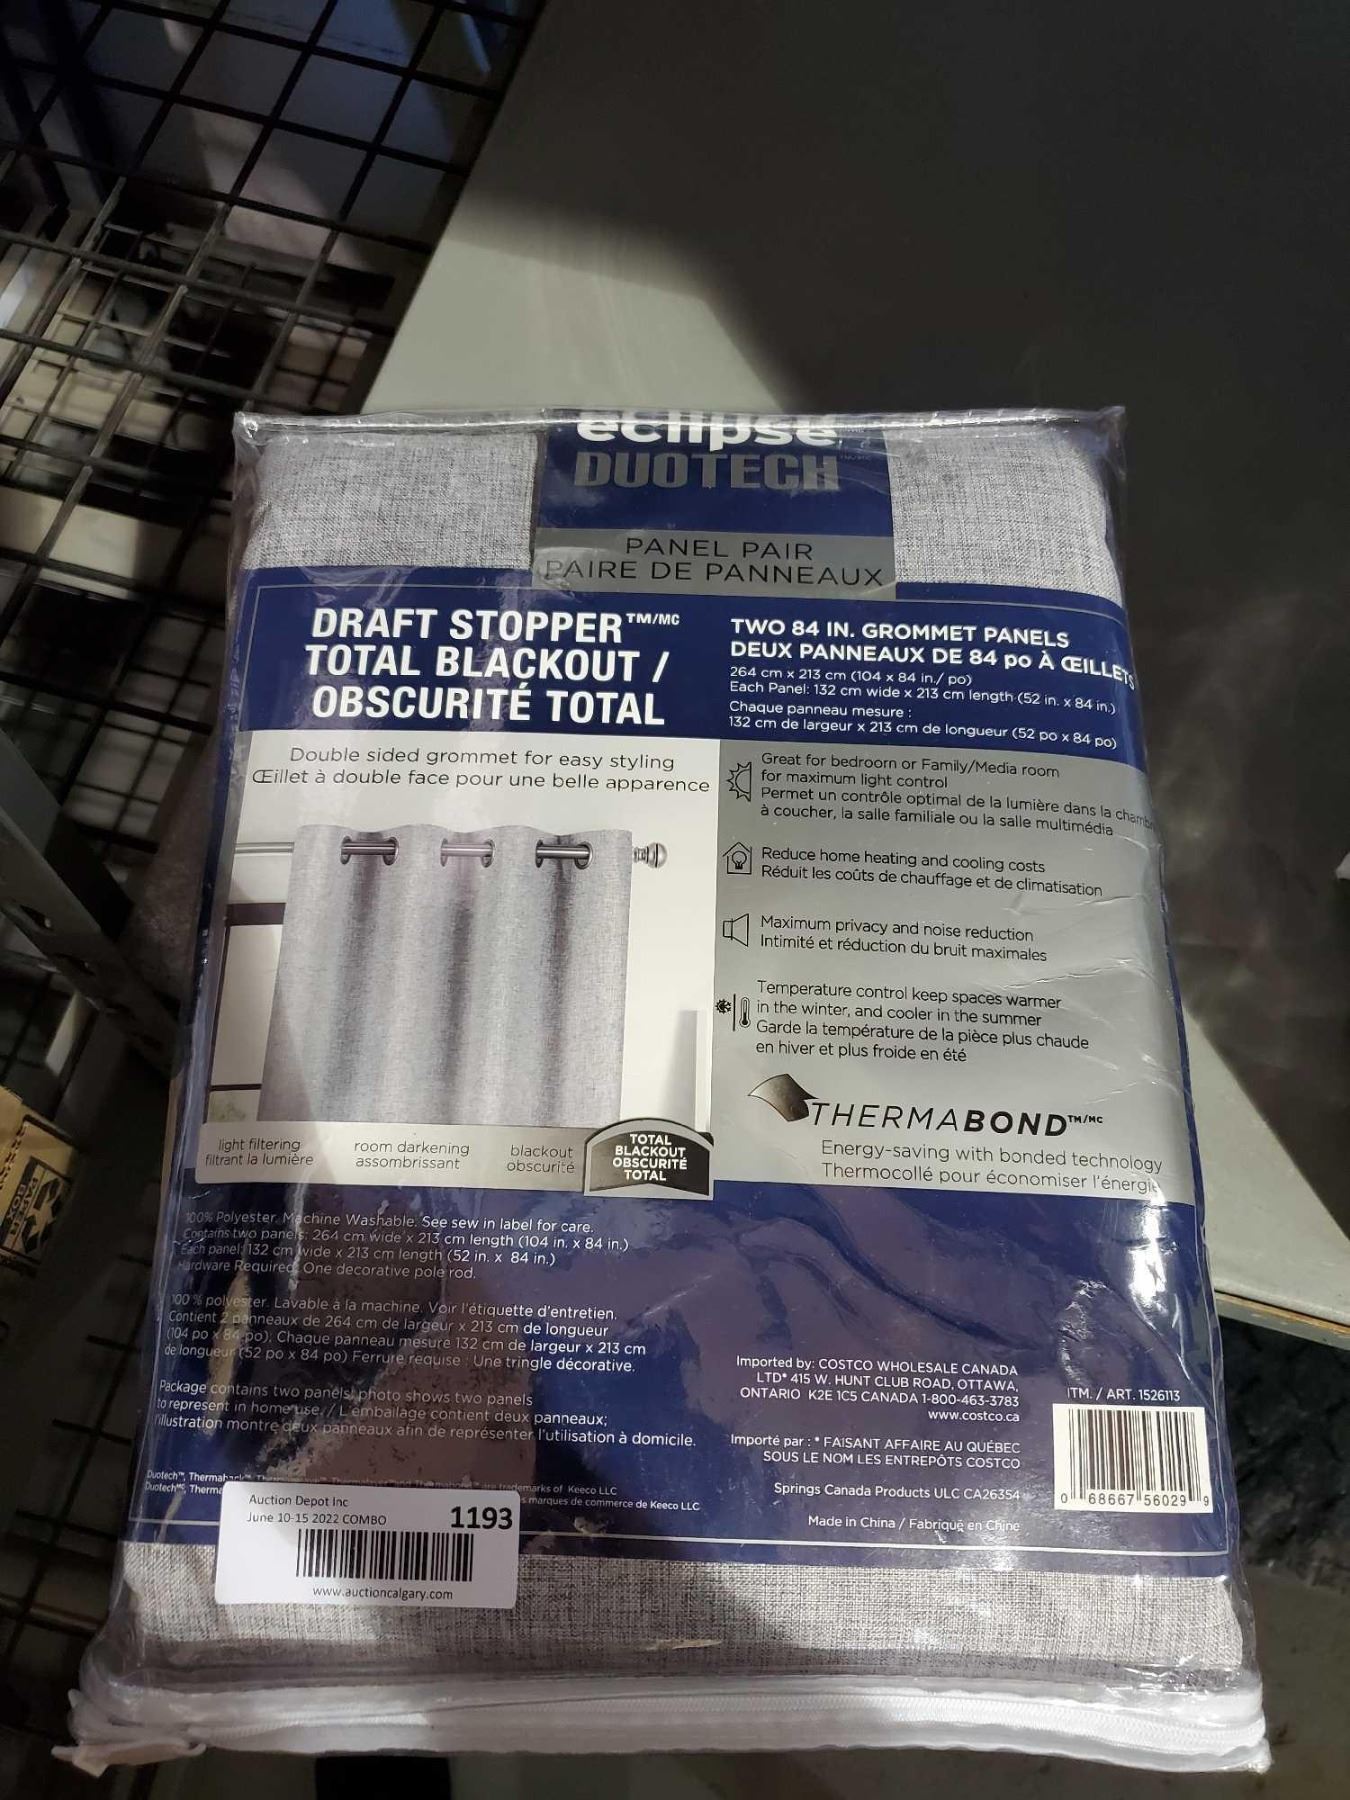 eclipse
DUOTECH
PANEL PAIR
PAIRE DE PANNEAUX
DRAFT STOPPER™/MC
TOTAL BLACKOUT /
OBSCURITÉ TOTAL
TWO 84 IN. GROMMET PANELS
DEUX PANNEAUX DE 84 po À ŒILLETS
264 cm x 213 cm (104 x 84 in./ po)
Each Panel: 132 cm wide x 213 cm length (52 in. x 84 in.)
Chaque panneau mesure :
132 cm de largeur x 213 cm de longueur (52 po x 84 po)
Double sided grommet for easy styling
Œillet à double face pour une belle apparence
Great for bedroom or Family/Media room
for maximum light control
Permet un contrôle optimal de la lumière dans la chamb
à coucher, la salle familiale ou la salle multimédia
Reduce home heating and cooling costs
Réduit les coûts de chauffage et de climatisation
Maximum privacy and noise reduction
Intimité et réduction du bruit maximales
Temperature control keep spaces warmer
in the winter, and cooler in the summer
Garde la température de la pièce plus chaude
en hiver et plus froide en été
THERMABOND™/MC
Energy-saving with bonded technology
Thermocollé pour économiser l'énergie
light filtering
filtrant la lumière
room darkening
assombrissant
blackout
obscurité
TOTAL
BLACKOUT
OBSCURITÉ
TOTAL
100% Polyester. Machine Washable. See sew in label for care.
Contains two panels: 264 cm wide x 213 cm length (104 in. x 84 in.)
Each panel: 132 cm wide x 213 cm length (52 in. x 84 in.)
Hardware Required: One decorative pole rod.
100 % polyester. Lavable à la machine. Voir l'étiquette d'entretien.
Contient 2 panneaux de 264 cm de largeur x 213 cm de longueur
(104 po x 84 po). Chaque panneau mesure 132 cm de largeur x 213 cm
de longueur (52 po x 84 po) Ferrure requise : Une tringle décorative.
Package contains two panels; photo shows two panels
to represent in home use. / L'emballage contient deux panneaux;
l'illustration montre deux panneaux afin de représenter l'utilisation à domicile.
Duotech™, are trademarks of Keeco LLC
Duotech™, marques de commerce de Keeco LLC
Imported by: COSTCO WHOLESALE CANADA
LTD* 415 W. HUNT CLUB ROAD, OTTAWA,
ONTARIO K2E 1C5 CANADA 1-800-463-3783
www.costco.ca
Importé par : * FAISANT AFFAIRE AU QUÉBEC
SOUS LE NOM LES ENTREPÔTS COSTCO
Springs Canada Products ULC CA26354
Made in China / Fabriqué en Chine
ITM. / ART. 1526113
0 68667 56029 9
Auction Depot Inc
June 10-15 2022 COMBO
1193
www.auctioncalgary.com